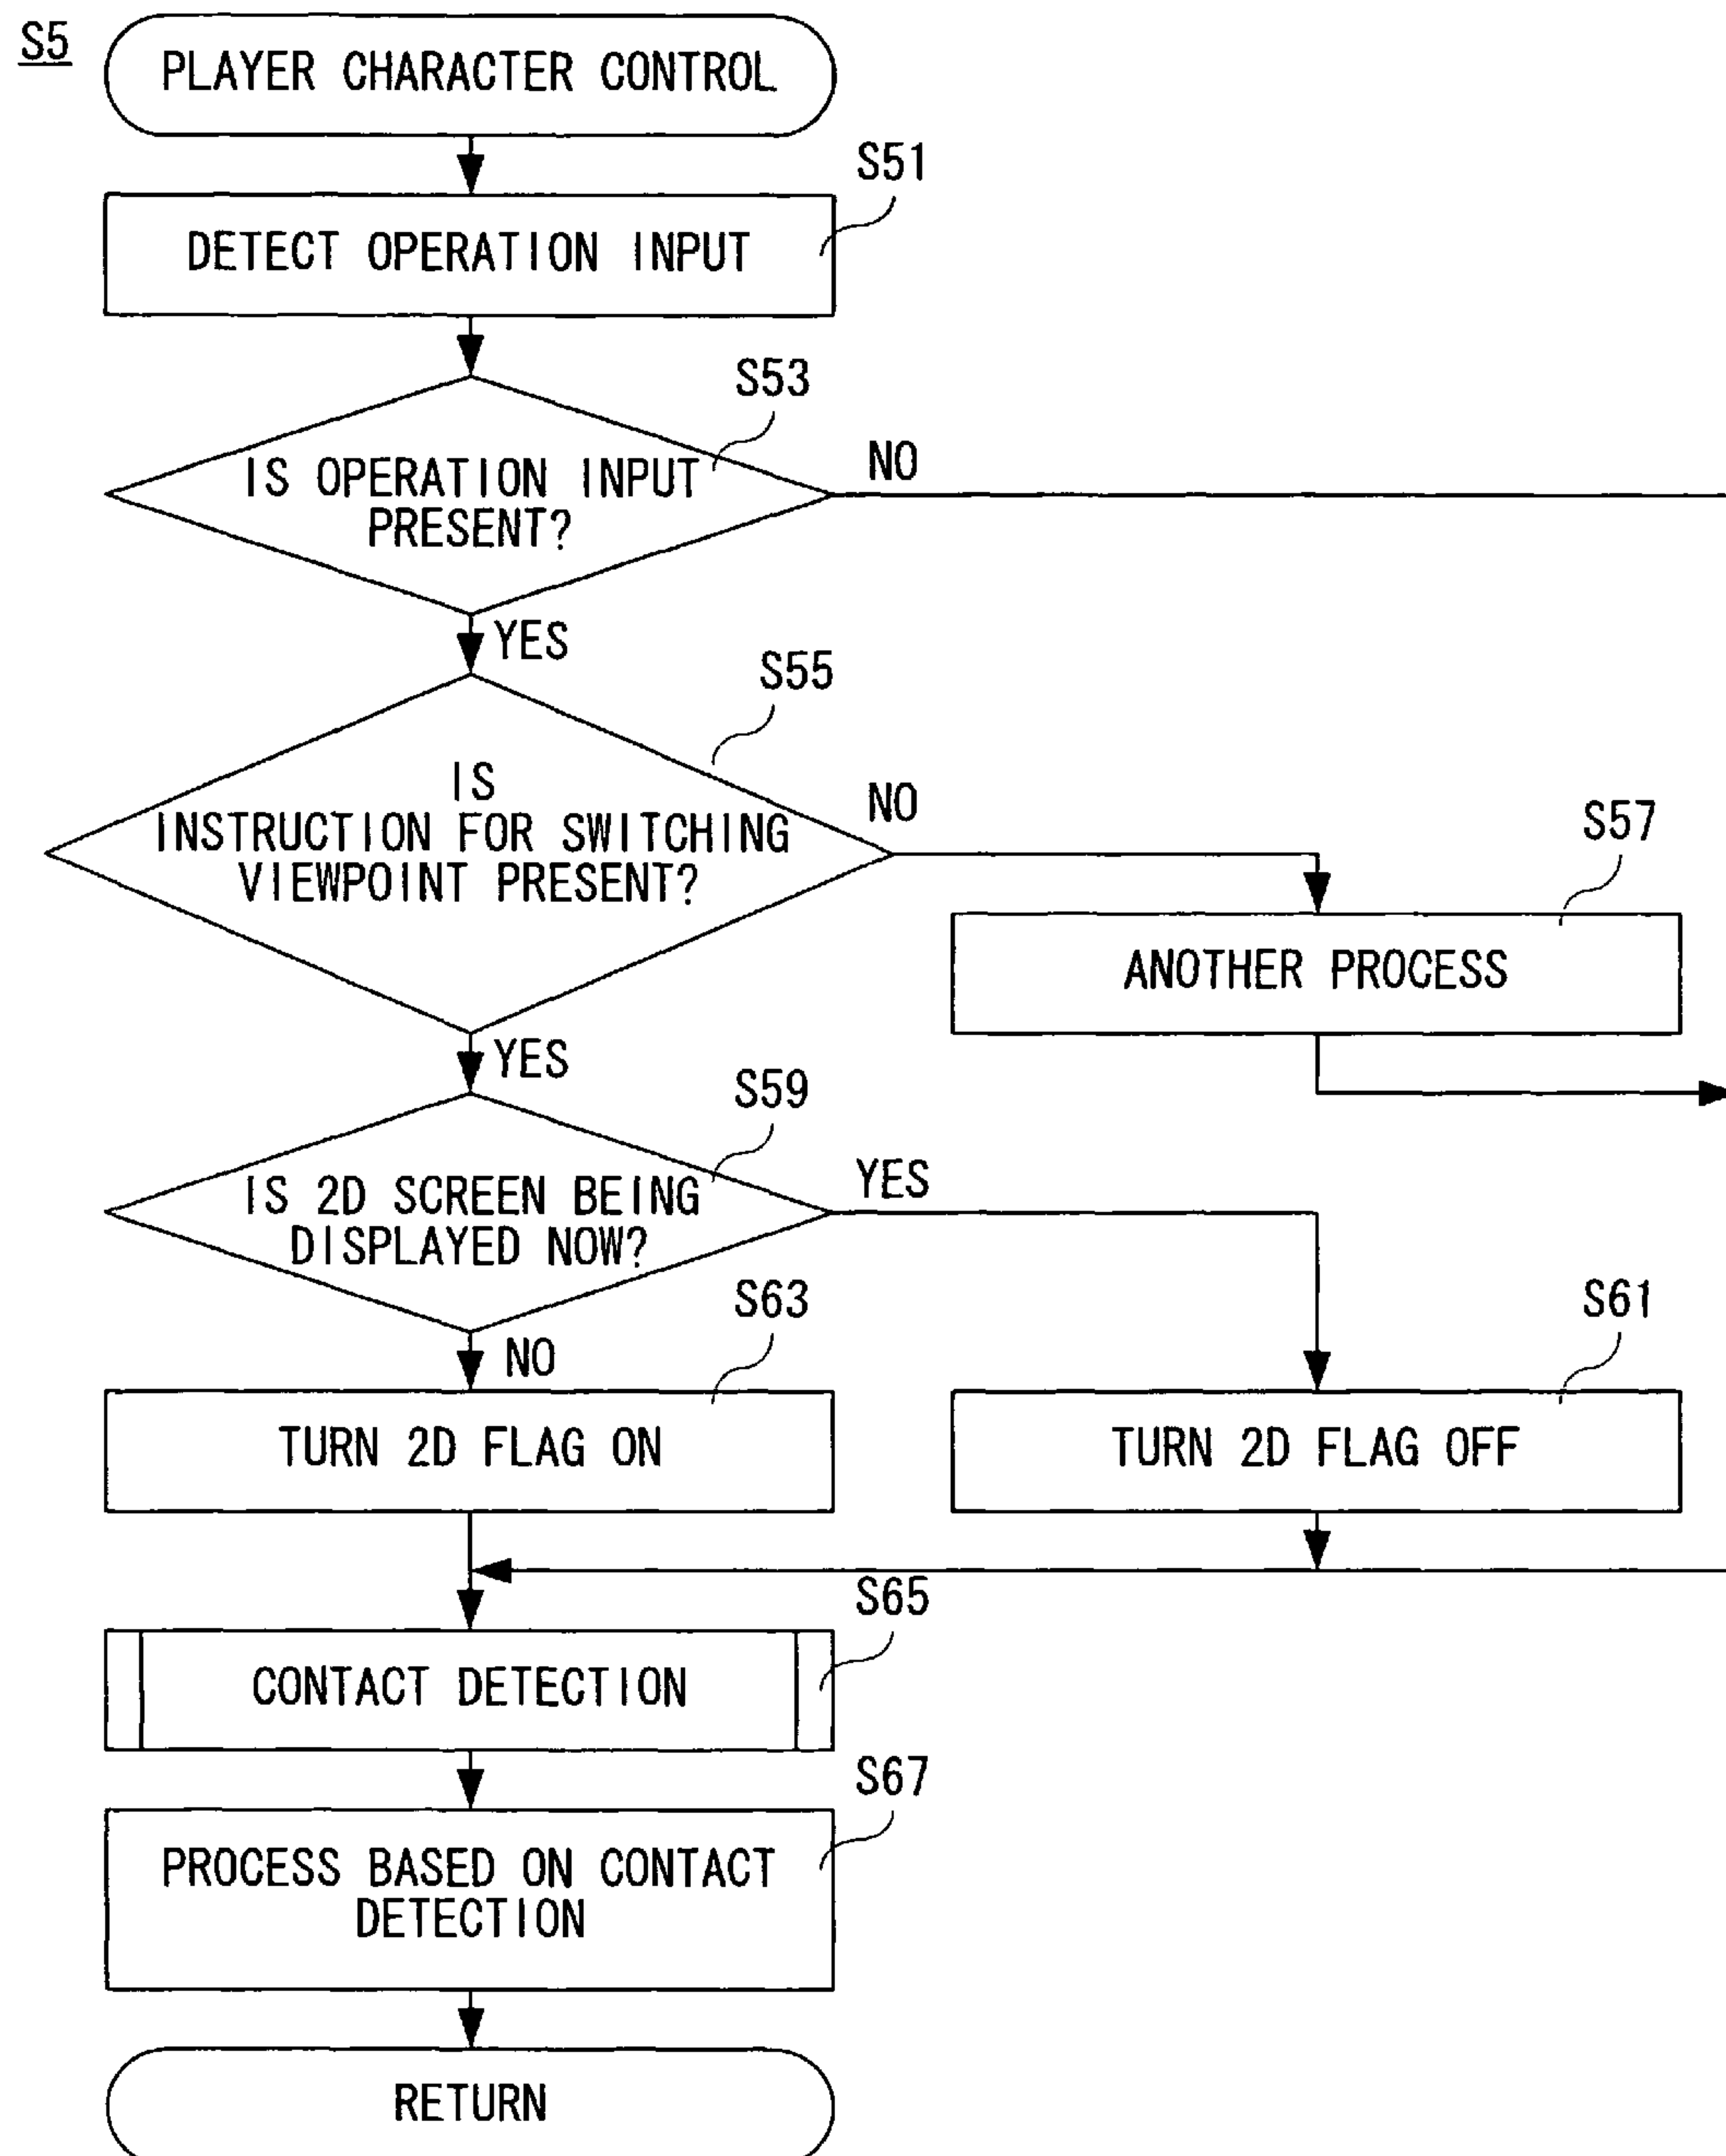 S5
PLAYER CHARACTER CONTROL
S51
DETECT OPERATION INPUT
S53
IS OPERATION INPUT
PRESENT?
NO
YES
S55
IS
INSTRUCTION FOR SWITCHING
VIEWPOINT PRESENT?
NO
S57
ANOTHER PROCESS
YES
S59
IS 2D SCREEN BEING
DISPLAYED NOW?
YES
NO
S63
TURN 2D FLAG ON
S61
TURN 2D FLAG OFF
S65
CONTACT DETECTION
S67
PROCESS BASED ON CONTACT
DETECTION
RETURN